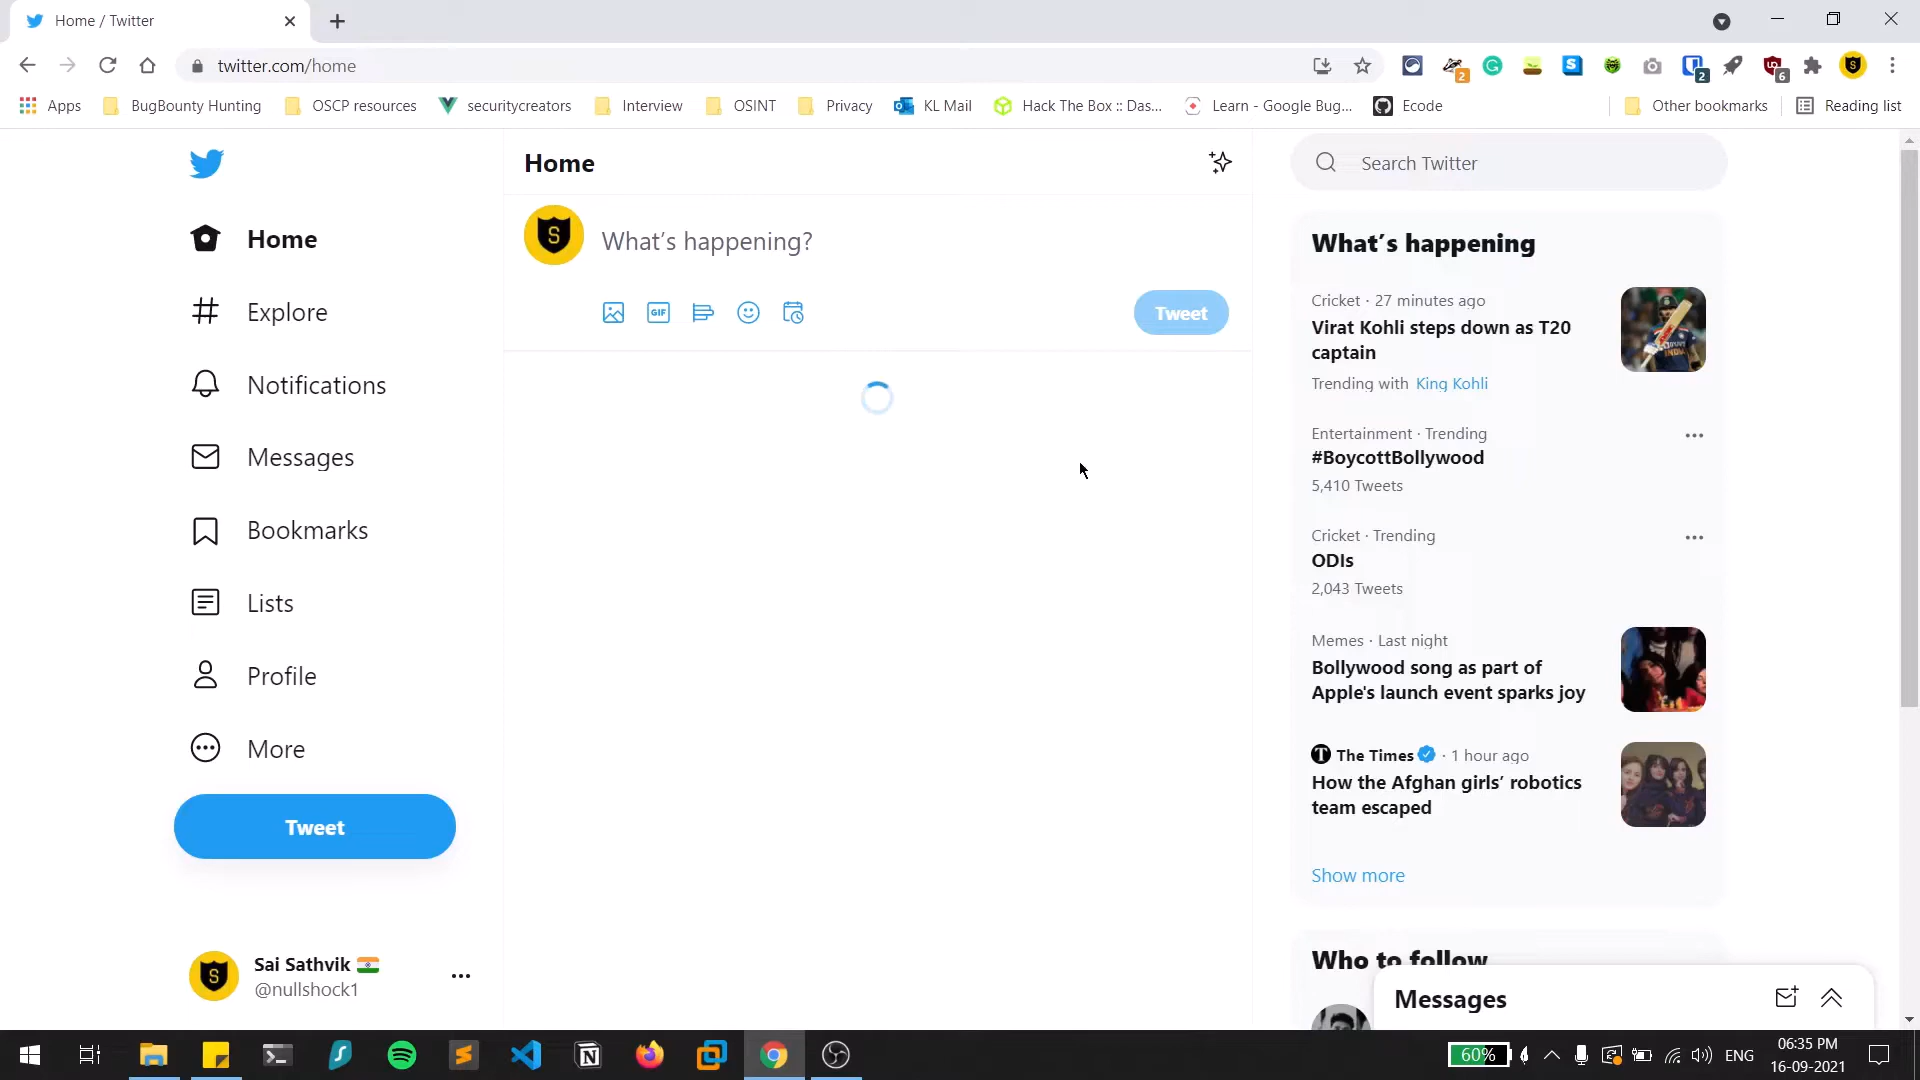 Home / Twitter
twitter.com/home
2
2
6
Apps
BugBounty Hunting
OSCP resources
securitycreators
Interview
OSINT
Privacy
KL Mail
Hack The Box :: Das...
Learn - Google Bug...
Ecode
Other bookmarks
Reading list
Home
Explore
Notifications
Messages
Bookmarks
Lists
Profile
More
Tweet
Sai Sathvik
@nullshock1
Home
S
What's happening?
GIF
Tweet
Search Twitter
What's happening
Cricket · 27 minutes ago
Virat Kohli steps down as T20
captain
Trending with King Kohli
Entertainment · Trending
#BoycottBollywood
5,410 Tweets
Cricket · Trending
ODIs
2,043 Tweets
Memes · Last night
Bollywood song as part of
Apple's launch event sparks joy
The Times · 1 hour ago
How the Afghan girls' robotics
team escaped
Show more
Who to follow
Messages
60%
ENG
06:35 PM
16-09-2021